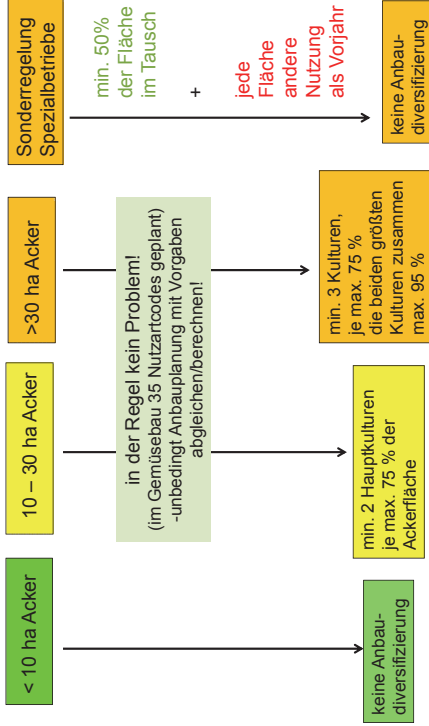 < 10 ha Acker
10 – 30 ha Acker
>30 ha Acker
Sonderregelung
Spezialbetriebe
in der Regel kein Problem!
(im Gemüsebau 35 Nutzartcodes geplant)
-unbedingt Anbauplanung mit Vorgaben
abgleichen/berechnen!
min. 50%
der Fläche
im Tausch
+
jede
Fläche
andere
Nutzung
als Vorjahr
keine Anbau-
diversifizierung
min. 2 Hauptkulturen
je max. 75 % der
Ackerfläche
min. 3 Kulturen,
je max. 75 %
die beiden größten
Kulturen zusammen
max. 95 %
keine Anbau-
diversifizierung